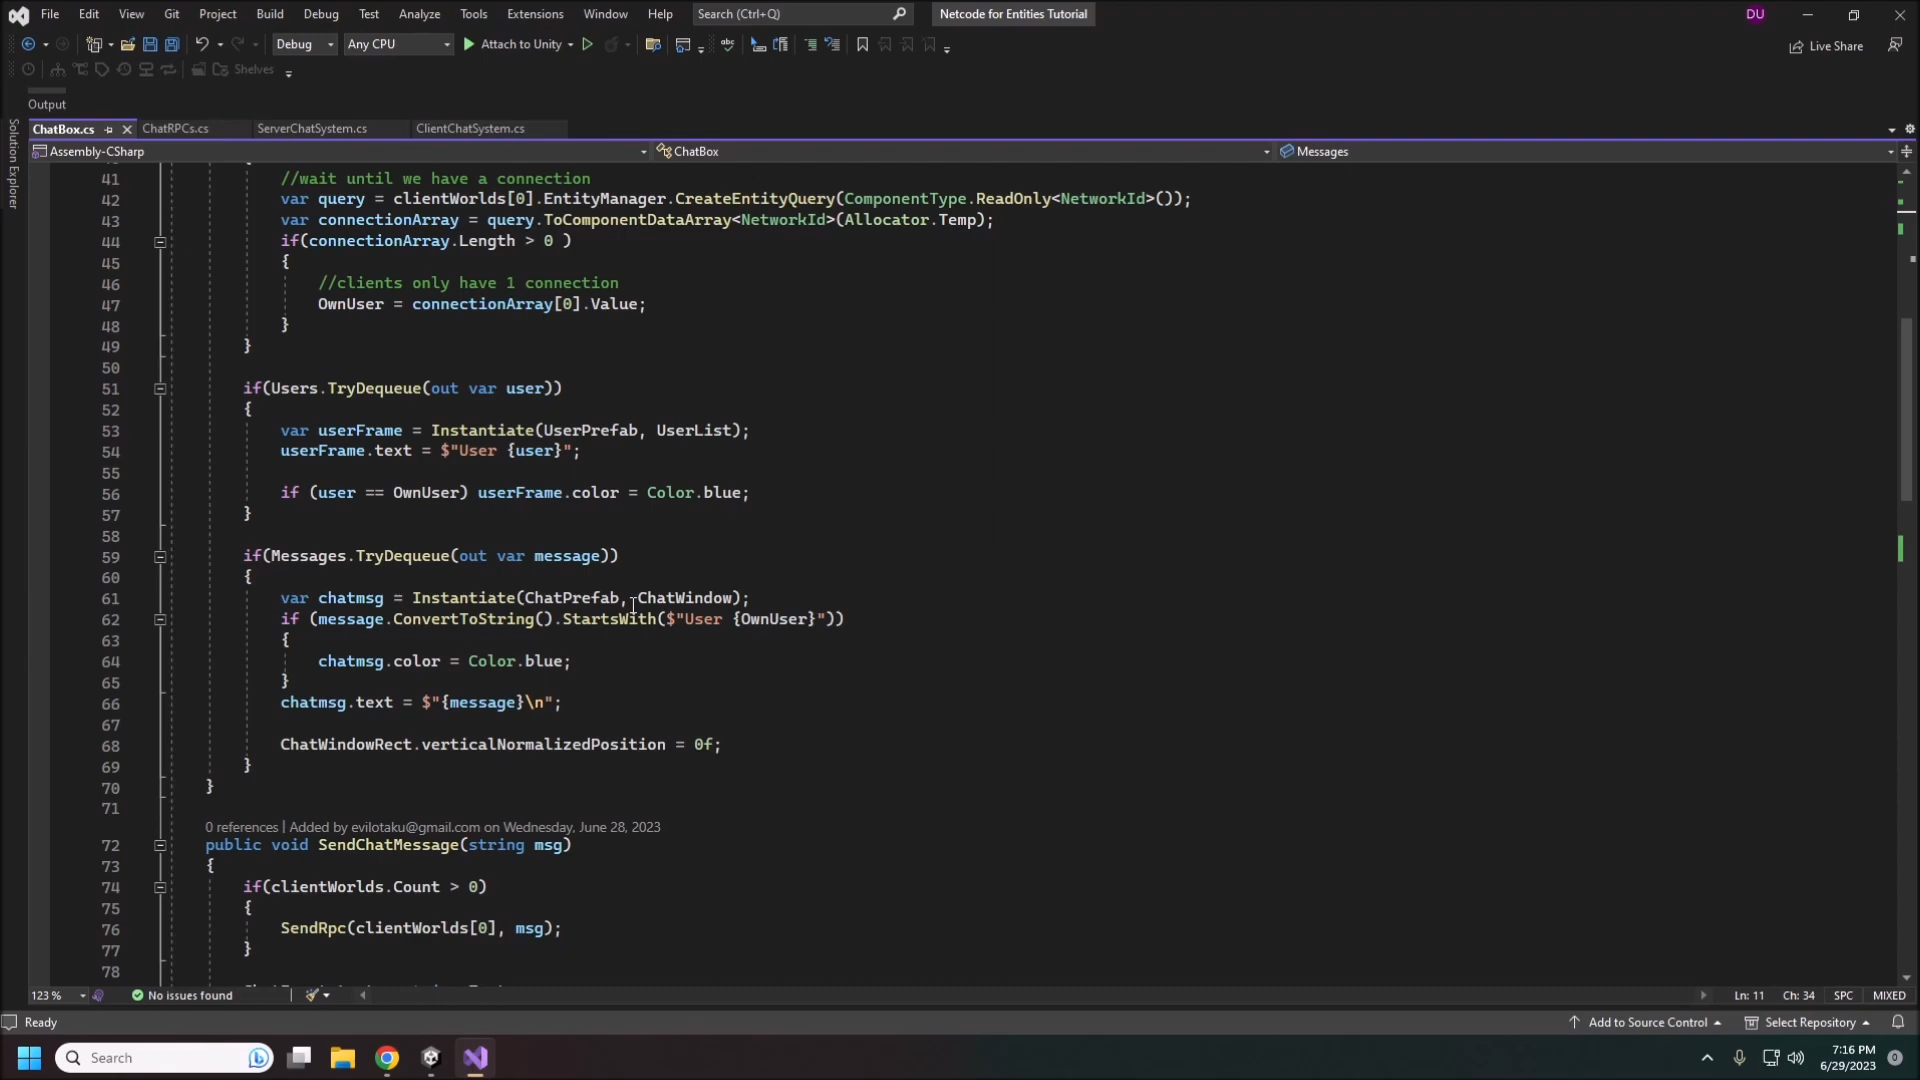 File Edit View Git Project Build Debug Test Analyze Tools Extensions Window Help Search (Ctrl+Q) Netcode for Entities Tutorial DU
Debug Any CPU Attach to Unity Live Share
Shelves
Output
Solution Explorer
ChatBox.cs ChatRPCs.cs ServerChatSystem.cs ClientChatSystem.cs
Assembly-CSharp ChatBox Messages
41 //wait until we have a connection
42 var query = clientWorlds[0].EntityManager.CreateEntityQuery(ComponentType.ReadOnly<NetworkId>());
43 var connectionArray = query.ToComponentDataArray<NetworkId>(Allocator.Temp);
44 if(connectionArray.Length > 0 )
45 {
46 //clients only have 1 connection
47 OwnUser = connectionArray[0].Value;
48 }
49 }
50
51 if(Users.TryDequeue(out var user))
52 {
53 var userFrame = Instantiate(UserPrefab, UserList);
54 userFrame.text = $"User {user}";
55
56 if (user == OwnUser) userFrame.color = Color.blue;
57 }
58
59 if(Messages.TryDequeue(out var message))
60 {
61 var chatmsg = Instantiate(ChatPrefab, ChatWindow);
62 if (message.ConvertToString().StartsWith($"User {OwnUser}"))
63 {
64 chatmsg.color = Color.blue;
65 }
66 chatmsg.text = $"{message}\n";
67
68 ChatWindowRect.verticalNormalizedPosition = 0f;
69 }
70 }
71
0 references | Added by evilotaku@gmail.com on Wednesday, June 28, 2023
72 public void SendChatMessage(string msg)
73 {
74 if(clientWorlds.Count > 0)
75 {
76 SendRpc(clientWorlds[0], msg);
77 }
78
123 % No issues found Ln: 11 Ch: 34 SPC MIXED
Ready Add to Source Control Select Repository
Search 7:16 PM
6/29/2023 0